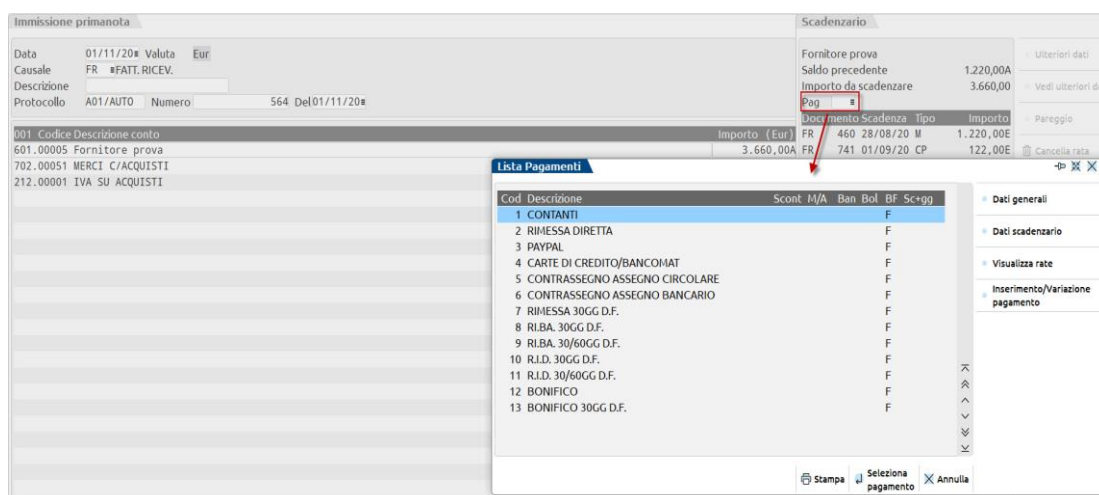 Immissione primanota
Scadenzario
Data 01/11/20 Valuta Eur
Causale FR FATT. RICEV.
Descrizione
Protocollo A01/AUTO Numero 564 Del 01/11/20
Fornitore prova
Saldo precedente 1.220,00A
Importo da scadenzare 3.660,00
Pag
Documento Scadenza Tipo Importo
FR 460 28/08/20 M 1.220,00E
FR 741 01/09/20 CP 122,00E
Ulteriori dati
Vedi ulteriori
Pareggio
Cancella rata
001 Codice Descrizione conto Importo (Eur)
601.00005 Fornitore prova 3.660,00A
702.00051 MERCI C/ACQUISTI
212.00001 IVA SU ACQUISTI
Lista Pagamenti
Cod Descrizione Scont M/A Ban Bol BF Sc+gg
1 CONTANTI F
2 RIMESSA DIRETTA F
3 PAYPAL F
4 CARTE DI CREDITO/BANCOMAT F
5 CONTRASSEGNO ASSEGNO CIRCOLARE F
6 CONTRASSEGNO ASSEGNO BANCARIO F
7 RIMESSA 30GG D.F. F
8 RI.BA. 30GG D.F. F
9 RI.BA. 30/60GG D.F. F
10 R.I.D. 30GG D.F. F
11 R.I.D. 30/60GG D.F. F
12 BONIFICO F
13 BONIFICO 30GG D.F. F
Dati generali
Dati scadenzario
Visualizza rate
Inserimento/Variazione
pagamento
Stampa
Seleziona
pagamento
Annulla